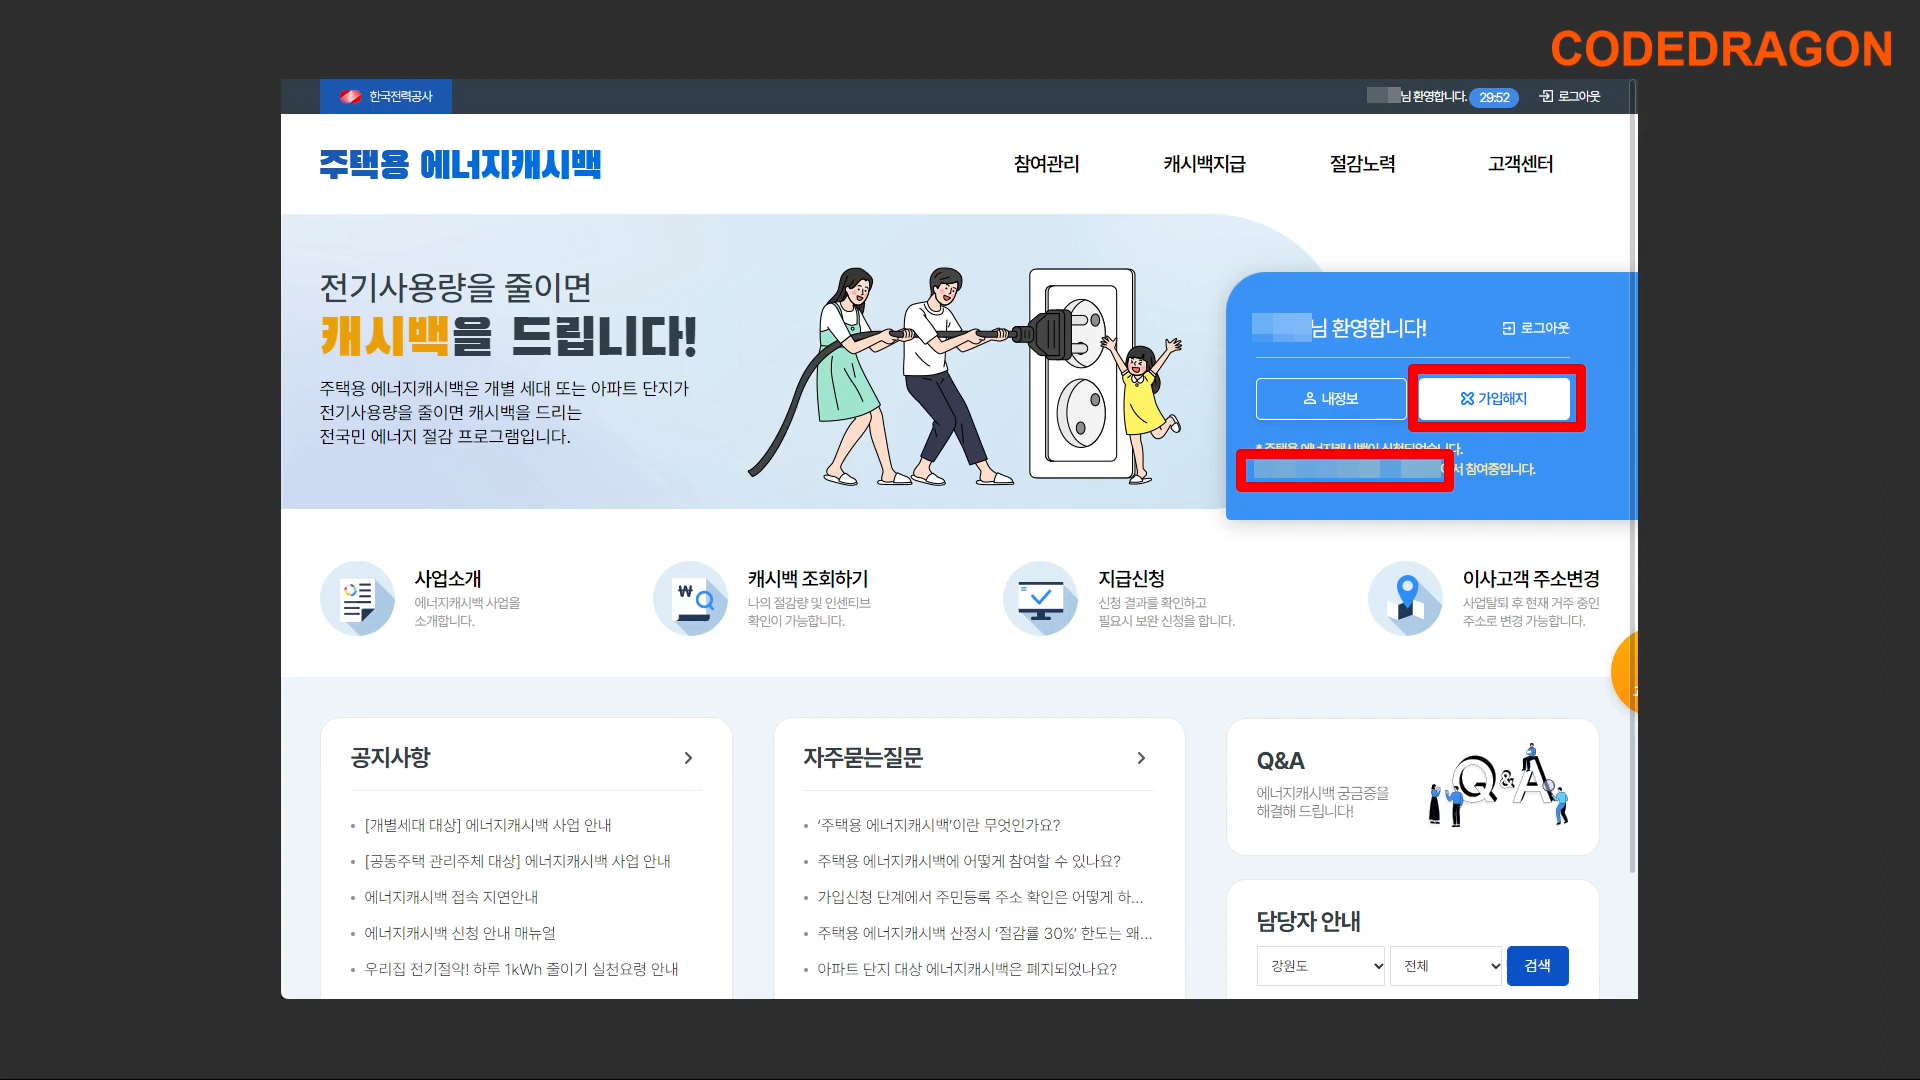 CODEDRAGON
한국전력공사
님 환영합니다. 29:52 로그아웃
주택용 에너지캐시백
참여관리 캐시백지급 절감노력 고객센터
전기사용량을 줄이면
캐시백을 드립니다!
주택용 에너지캐시백은 개별 세대 또는 아파트 단지가
전기사용량을 줄이면 캐시백을 드리는
전국민 에너지 절감 프로그램입니다.
님 환영합니다! 로그아웃
내정보 가입해지
* 주택용 에너지캐시백이 신청되었습니다.
서 참여중입니다.
사업소개
에너지캐시백 사업을
소개합니다.
캐시백 조회하기
나의 절감량 및 인센티브
확인이 가능합니다.
지급신청
신청 결과를 확인하고
필요시 보완 신청을 합니다.
이사고객 주소변경
사업탈퇴 후 현재 거주 중인
주소로 변경 가능합니다.
공지사항
[개별세대 대상] 에너지캐시백 사업 안내
[공동주택 관리주체 대상] 에너지캐시백 사업 안내
에너지캐시백 접속 지연안내
에너지캐시백 신청 안내 매뉴얼
우리집 전기절약! 하루 1kWh 줄이기 실천요령 안내
자주묻는질문
'주택용 에너지캐시백'이란 무엇인가요?
주택용 에너지캐시백에 어떻게 참여할 수 있나요?
가입신청 단계에서 주민등록 주소 확인은 어떻게 하...
주택용 에너지캐시백 산정시 '절감률 30%' 한도는 왜...
아파트 단지 대상 에너지캐시백은 폐지되었나요?
Q&A
에너지캐시백 궁금증을
해결해 드립니다!
Q&A
담당자 안내
강원도 전체 검색